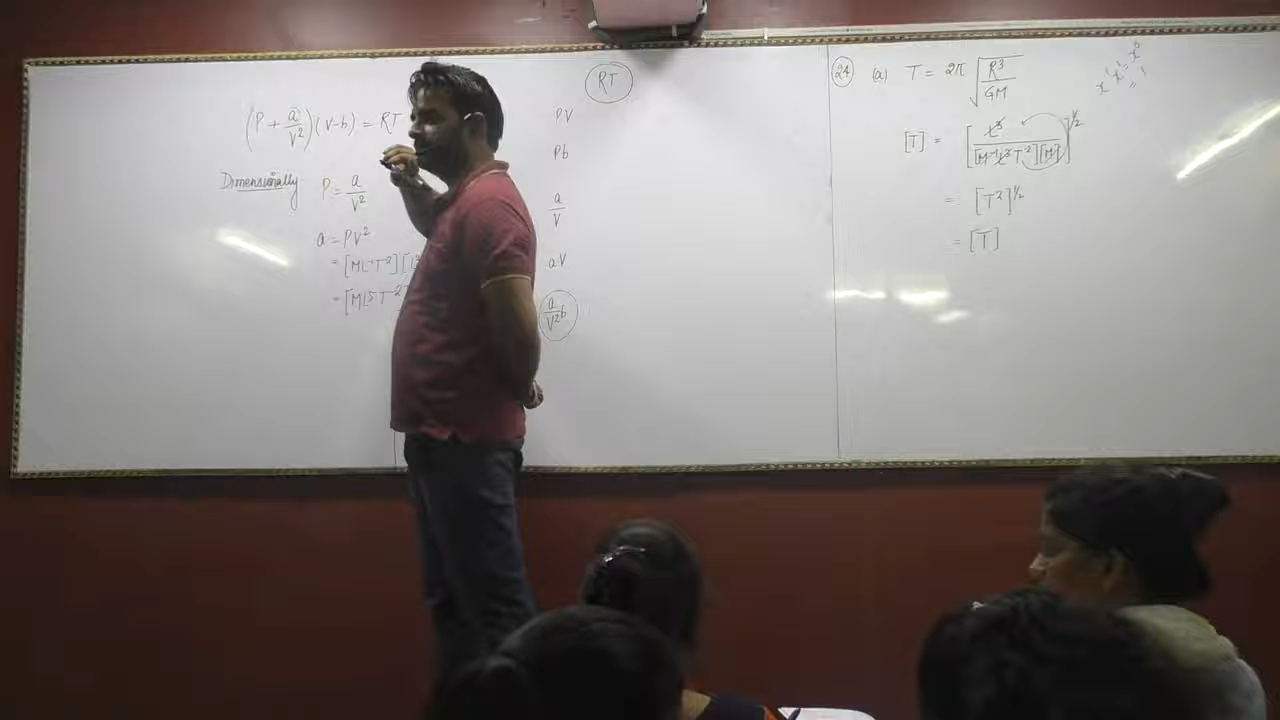 (P + a/V²)(V-b) = RT
Dimensionally P = a/V²
a = PV²
= [ML⁻¹T⁻²][L³
= [ML⁵T⁻²]
RT
PV
Pb
a/V
aV
a/V²b
24 (a) T = 2π √(R³/GM)
[T] = [L³/[M⁻¹L³T⁻²][M]]^1/2
= [T²]^1/2
= [T]